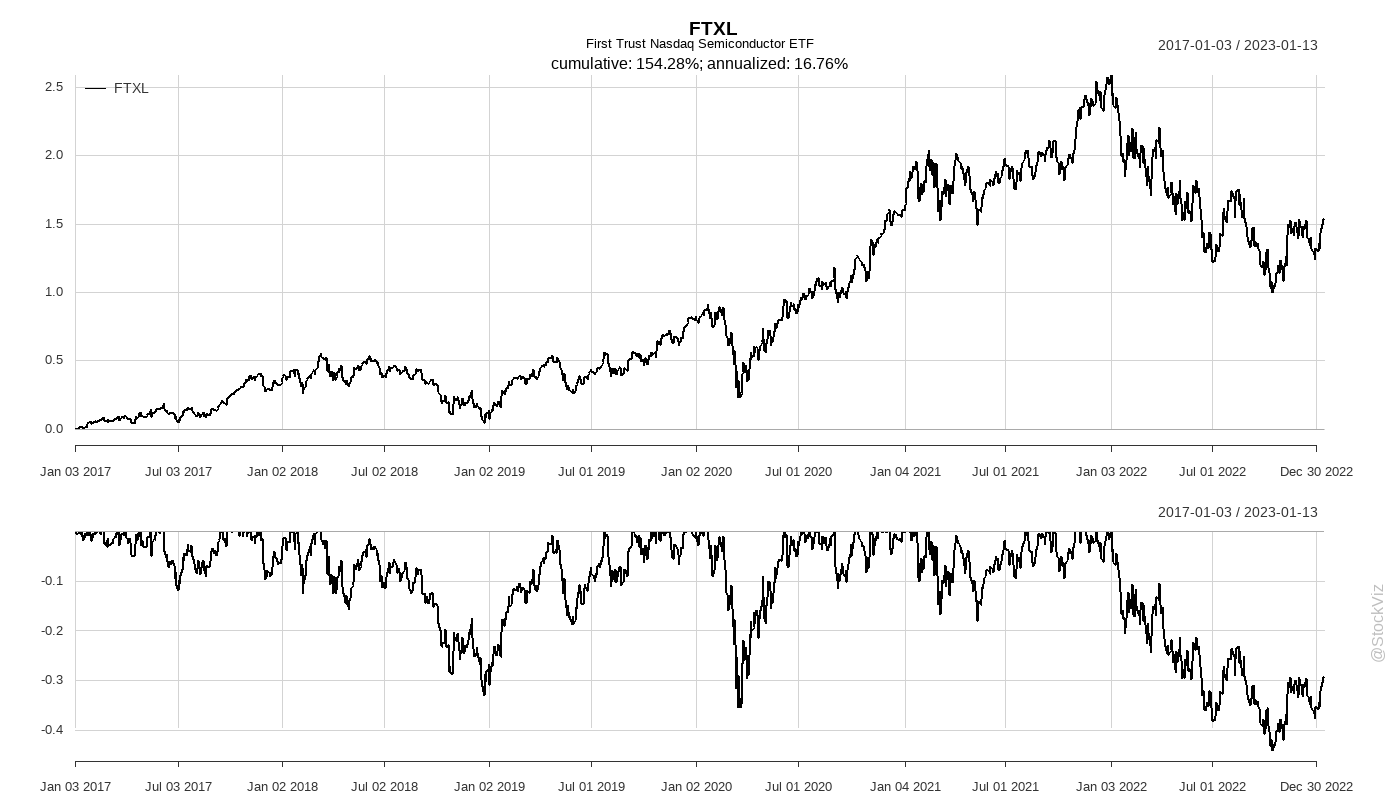 FTXL
First Trust Nasdaq Semiconductor ETF
2017-01-03 / 2023-01-13
cumulative: 154.28%; annualized: 16.76%
FTXL
2.5
2.0
1.5
1.0
0.5
0.0
Jan 03 2017 Jul 03 2017 Jan 02 2018 Jul 02 2018 Jan 02 2019 Jul 01 2019 Jan 02 2020 Jul 01 2020 Jan 04 2021 Jul 01 2021 Jan 03 2022 Jul 01 2022 Dec 30 2022
2017-01-03 / 2023-01-13
-0.1
-0.2
-0.3
-0.4
Jan 03 2017 Jul 03 2017 Jan 02 2018 Jul 02 2018 Jan 02 2019 Jul 01 2019 Jan 02 2020 Jul 01 2020 Jan 04 2021 Jul 01 2021 Jan 03 2022 Jul 01 2022 Dec 30 2022
@StockViz